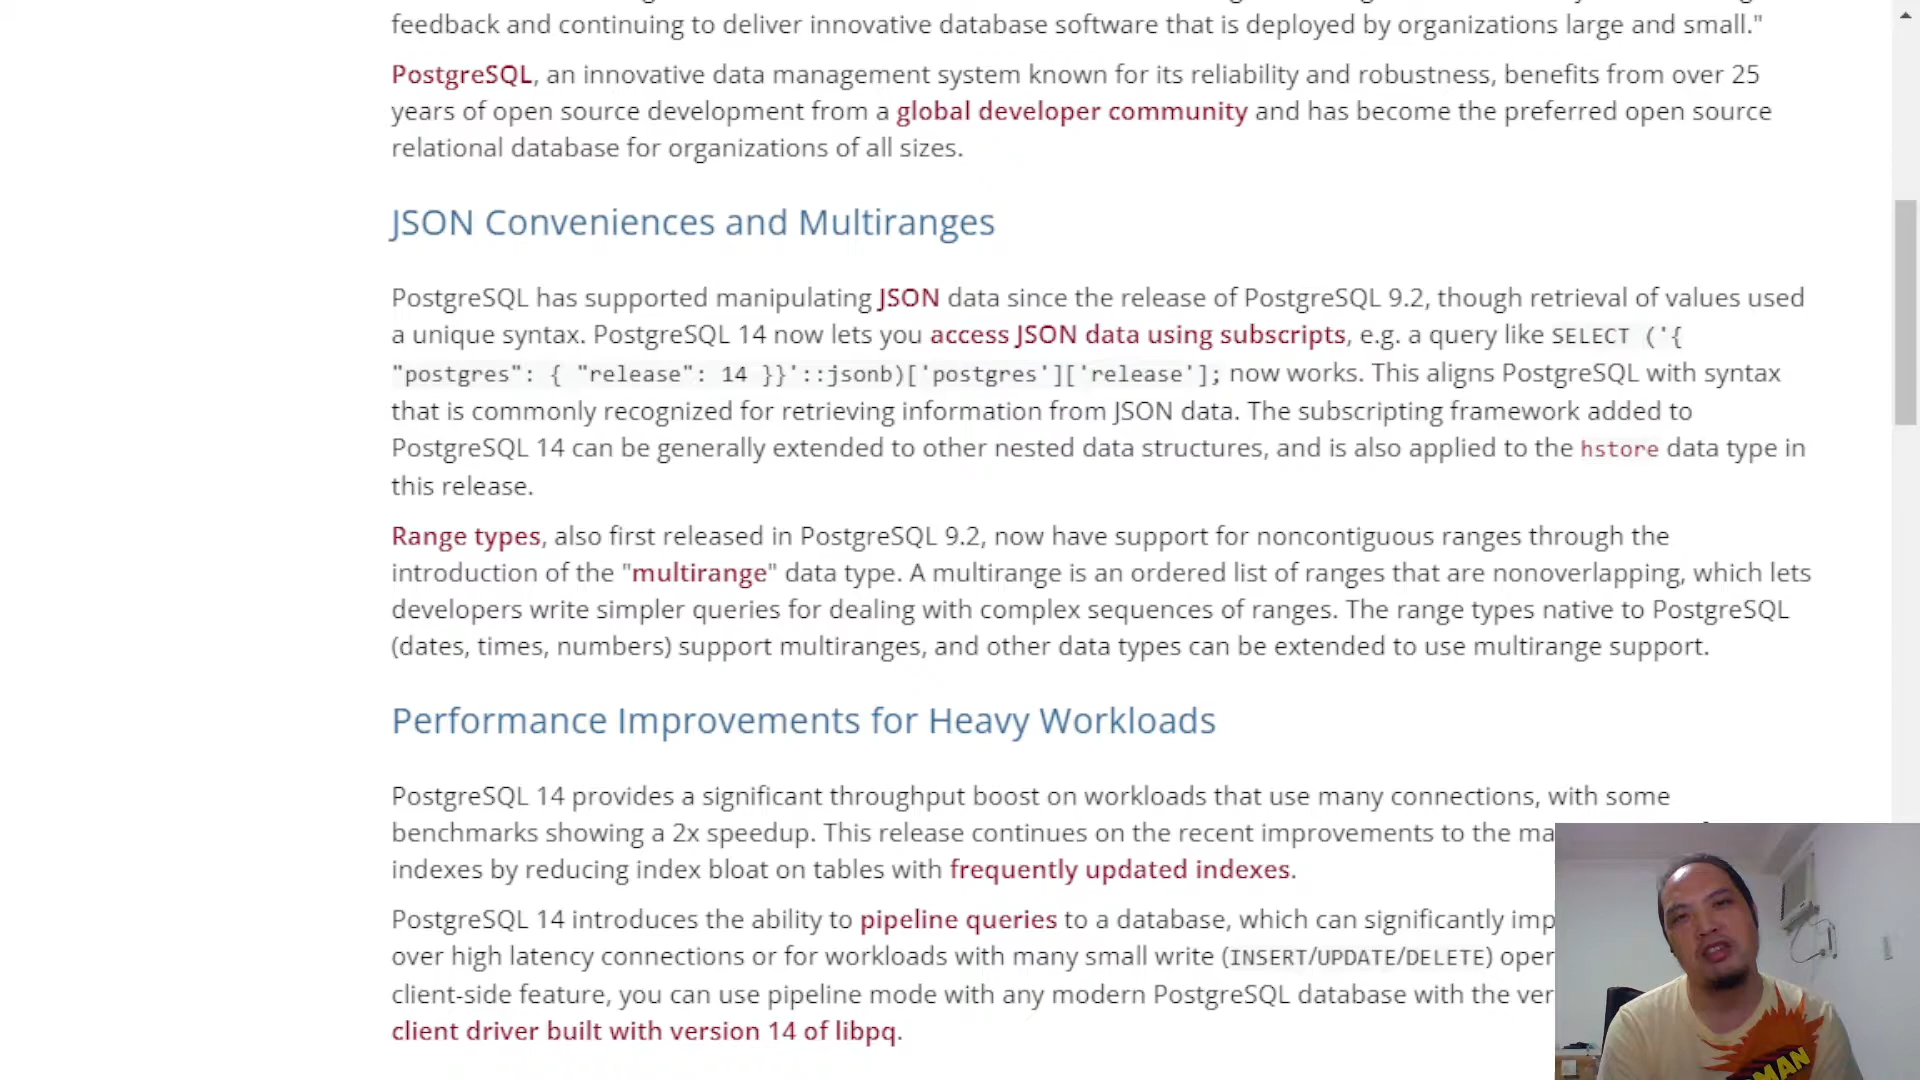 feedback and continuing to deliver innovative database software that is deployed by organizations large and small."
PostgreSQL, an innovative data management system known for its reliability and robustness, benefits from over 25
years of open source development from a global developer community and has become the preferred open source
relational database for organizations of all sizes.
JSON Conveniences and Multiranges
PostgreSQL has supported manipulating JSON data since the release of PostgreSQL 9.2, though retrieval of values used
a unique syntax. PostgreSQL 14 now lets you access JSON data using subscripts, e.g. a query like SELECT ('{
"postgres": { "release": 14 }}'::jsonb)['postgres']['release']; now works. This aligns PostgreSQL with syntax
that is commonly recognized for retrieving information from JSON data. The subscripting framework added to
PostgreSQL 14 can be generally extended to other nested data structures, and is also applied to the hstore data type in
this release.
Range types, also first released in PostgreSQL 9.2, now have support for noncontiguous ranges through the
introduction of the "multirange" data type. A multirange is an ordered list of ranges that are nonoverlapping, which lets
developers write simpler queries for dealing with complex sequences of ranges. The range types native to PostgreSQL
(dates, times, numbers) support multiranges, and other data types can be extended to use multirange support.
Performance Improvements for Heavy Workloads
PostgreSQL 14 provides a significant throughput boost on workloads that use many connections, with some
benchmarks showing a 2x speedup. This release continues on the recent improvements to the ma
indexes by reducing index bloat on tables with frequently updated indexes.
PostgreSQL 14 introduces the ability to pipeline queries to a database, which can significantly imp
over high latency connections or for workloads with many small write (INSERT/UPDATE/DELETE) oper
client-side feature, you can use pipeline mode with any modern PostgreSQL database with the ver
client driver built with version 14 of libpq.
MAN